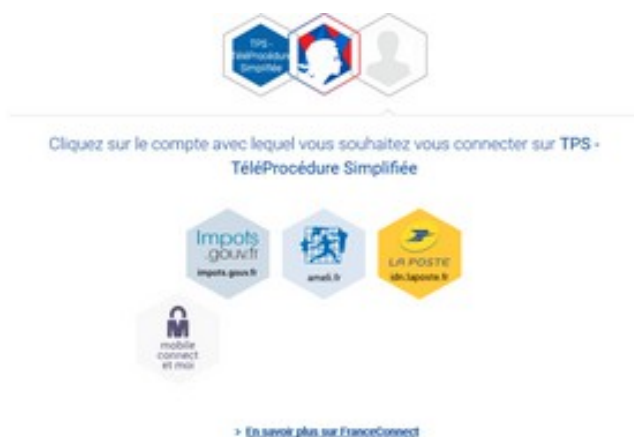 TPS -
TéléProcédure
Simplifiée
Cliquez sur le compte avec lequel vous souhaitez vous connecter sur TPS -
TéléProcédure Simplifiée
Impots
.gouv.fr
impots.gouv.fr
ameli.fr
LA POSTE
idn.laposte.fr
mobile
connect
et moi
> En savoir plus sur FranceConnect